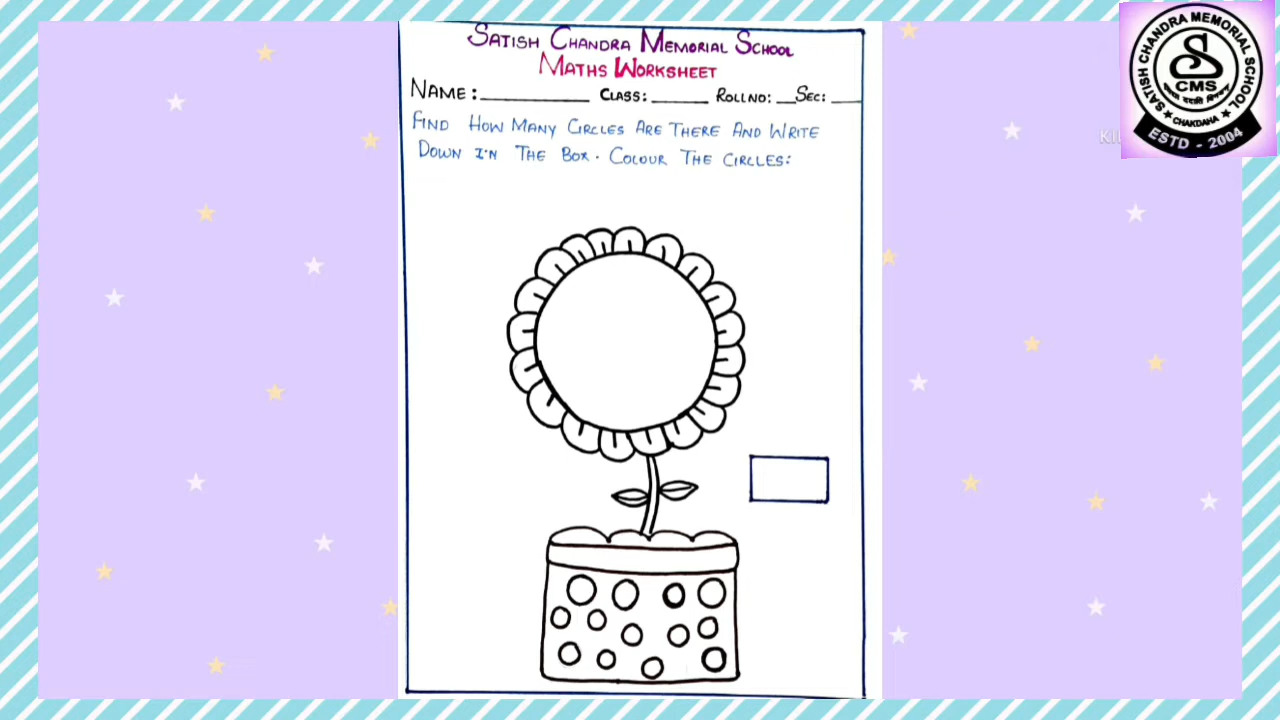 SATISH CHANDRA MEMORIAL SCHOOL
MATHS WORKSHEET
NAME: CLASS: ROLLNO: SEC:
FIND HOW MANY CIRCLES ARE THERE AND WRITE
DOWN I'N THE BOX. COLOUR THE CIRCLES:
SATISH CHANDRA MEMORIAL SCHOOL
S
CMS
CHAKDAHA
ESTD - 2004